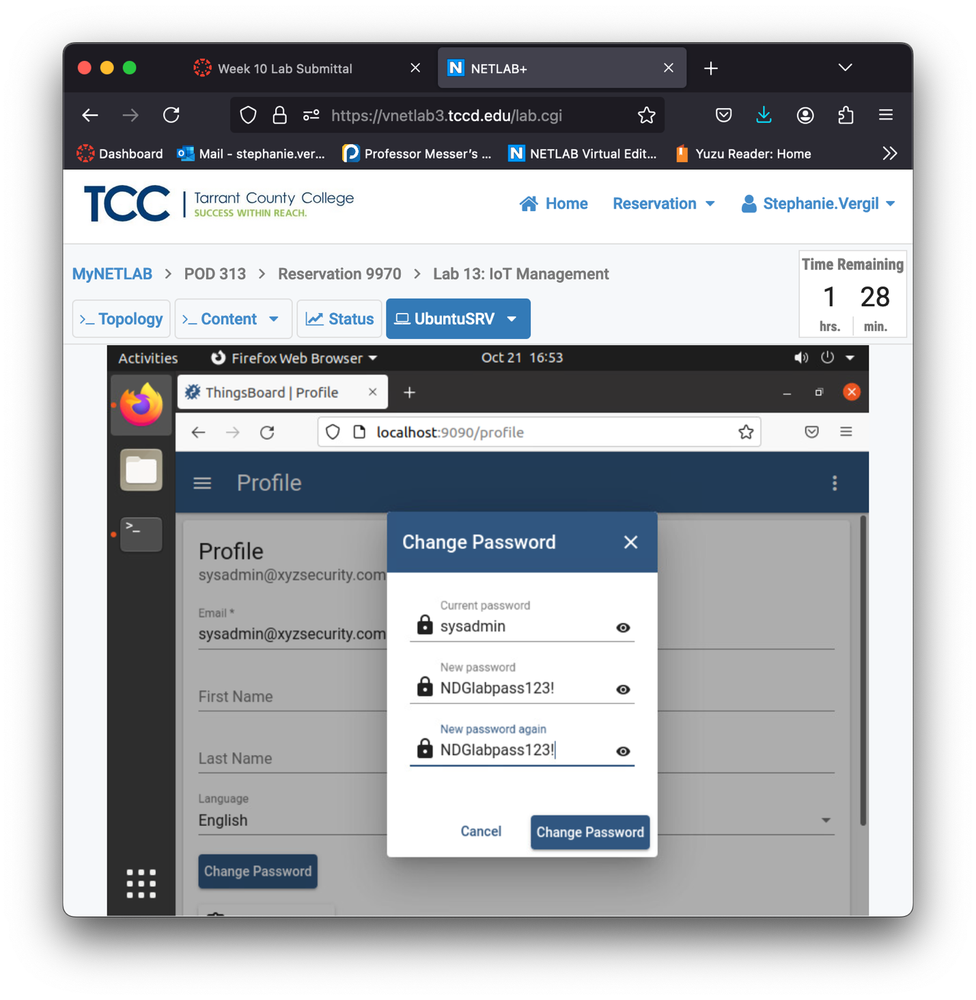 Week 10 Lab Submittal
NETLAB+
https://vnetlab3.tccd.edu/lab.cgi
Dashboard
Mail - stephanie.ver...
Professor Messer's ...
NETLAB Virtual Edit...
Yuzu Reader: Home
TCC
Tarrant County College
SUCCESS WITHIN REACH.
Home
Reservation
Stephanie.Vergil
MyNETLAB > POD 313 > Reservation 9970 > Lab 13: IoT Management
Time Remaining
1 28
hrs. min.
>_ Topology
>_ Content
Status
UbuntuSRV
Activities
Firefox Web Browser
Oct 21 16:53
ThingsBoard | Profile
localhost:9090/profile
Profile
Profile
sysadmin@xyzsecurity.com
Email *
sysadmin@xyzsecurity.com
First Name
Last Name
Language
English
Change Password
Change Password
Current password
sysadmin
New password
NDGlabpass123!
New password again
NDGlabpass123!
Cancel
Change Password